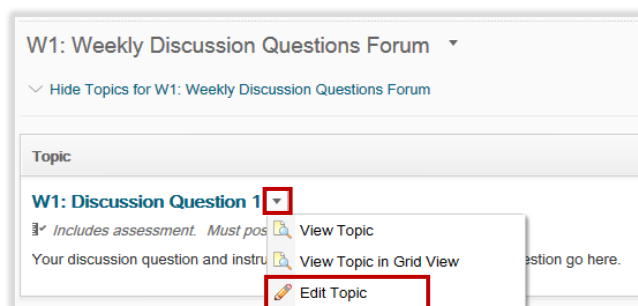 W1: Weekly Discussion Questions Forum
Hide Topics for W1: Weekly Discussion Questions Forum
Topic
W1: Discussion Question 1
Includes assessment. Must pos
View Topic
Your discussion question and instru
View Topic in Grid View
estion go here.
Edit Topic